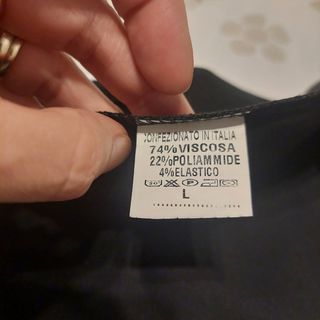 CONFEZIONATO IN ITALIA
74%VISCOSA
22%POLIAMMIDE
4%ELASTICO
L